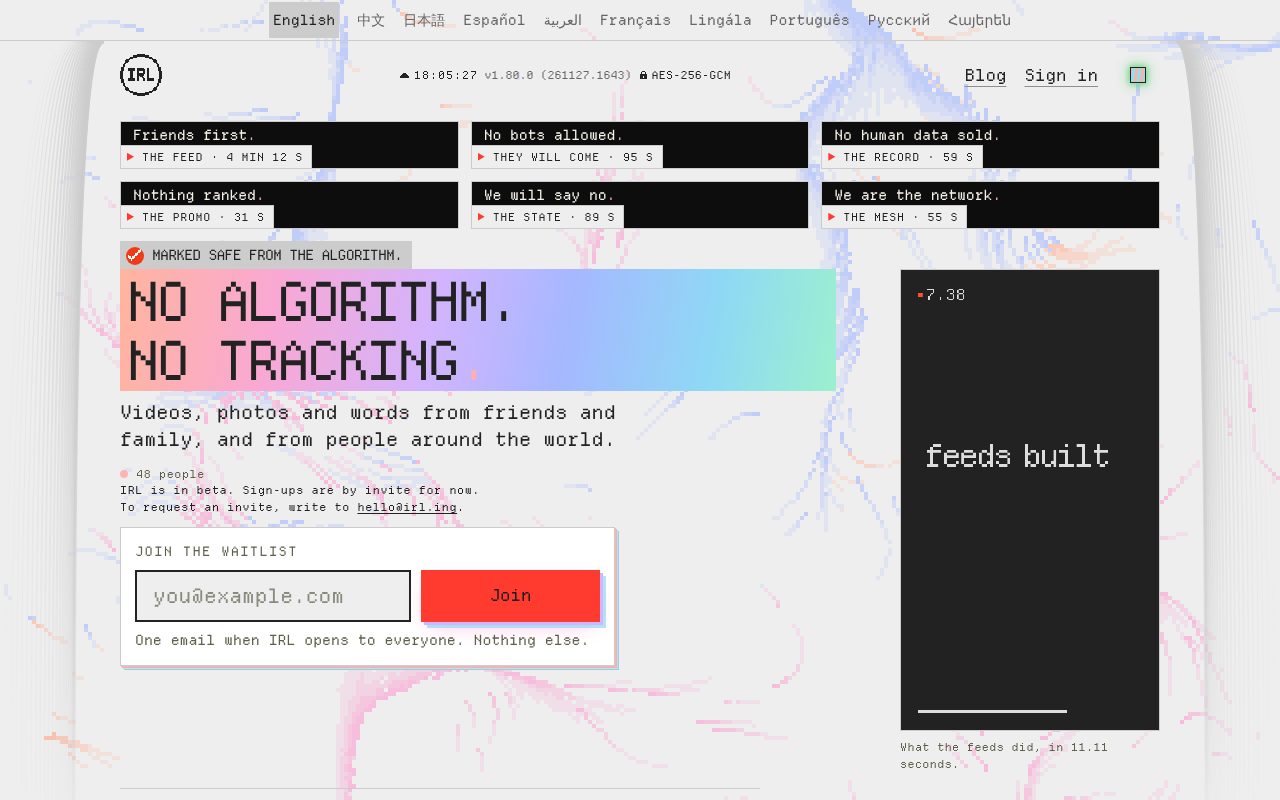 English 中文 日本語 Español العربية Français Lingála Português Русский Հայերեն
IRL
18:05:27 v1.80.0 (261127.1643) AES-256-GCM
Blog Sign in
Friends first.
THE FEED · 4 MIN 12 S
No bots allowed.
THEY WILL COME · 95 S
No human data sold.
THE RECORD · 59 S
Nothing ranked.
THE PROMO · 31 S
We will say no.
THE STATE · 89 S
We are the network.
THE MESH · 55 S
MARKED SAFE FROM THE ALGORITHM.
NO ALGORITHM.
NO TRACKING.
Videos, photos and words from friends and
family, and from people around the world.
48 people
IRL is in beta. Sign-ups are by invite for now.
To request an invite, write to hello@irl.ing.
JOIN THE WAITLIST
you@example.com
Join
One email when IRL opens to everyone. Nothing else.
7.38
feeds built
What the feeds did, in 11.11
seconds.